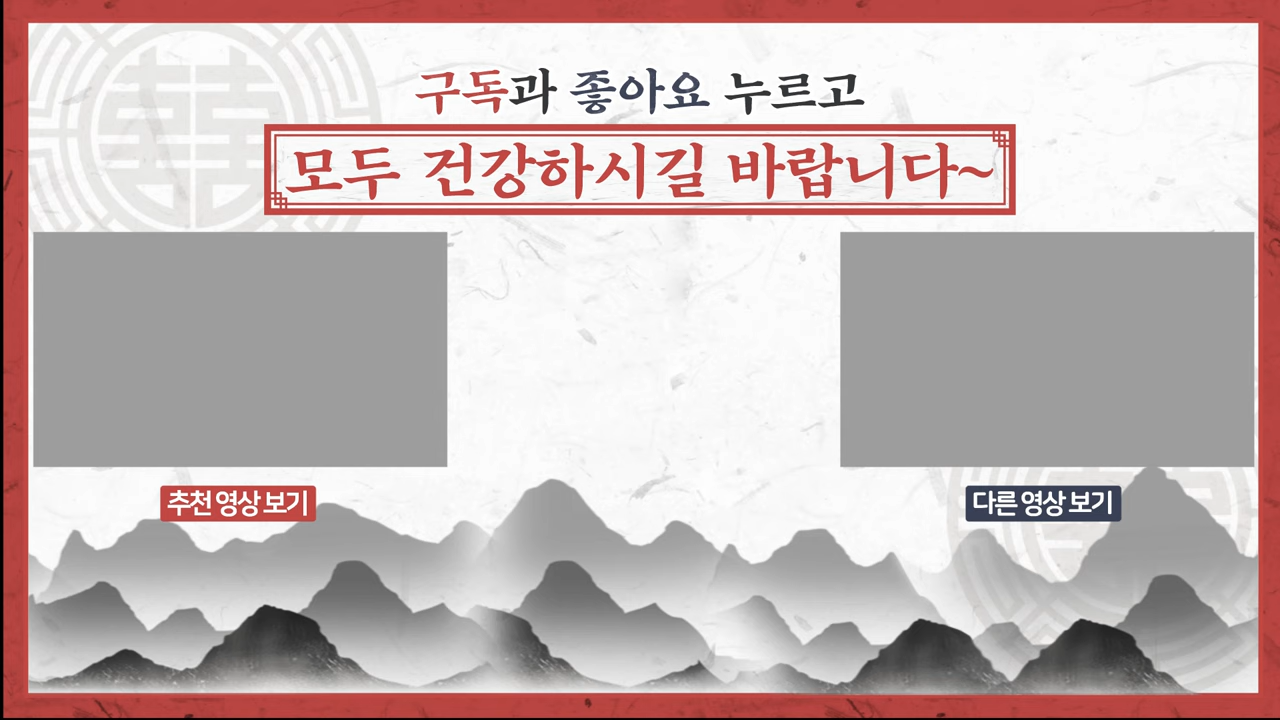 구독과 좋아요 누르고
모두 건강하시길 바랍니다~
추천 영상 보기
다른 영상 보기